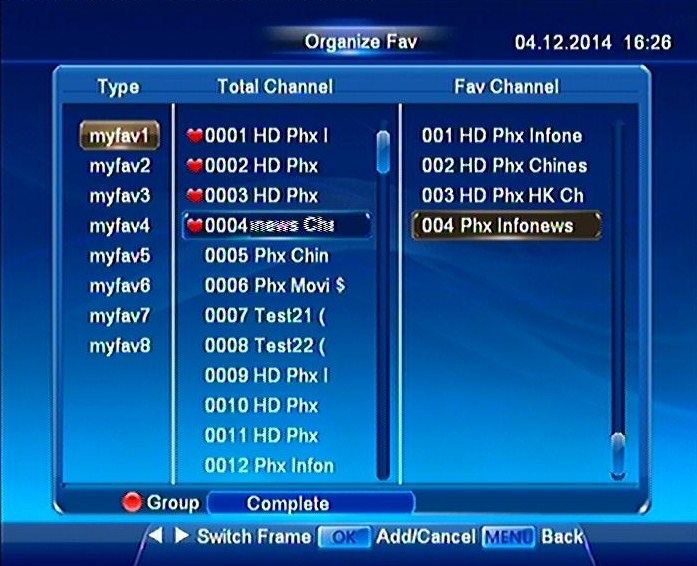 Organize Fav
04.12.2014 16:26
Type
Total Channel
Fav Channel
myfav1
myfav2
myfav3
myfav4
myfav5
myfav6
myfav7
myfav8
0001 HD Phx I
0002 HD Phx
0003 HD Phx
0004 news Cha
0005 Phx Chin
0006 Phx Movi $
0007 Test21 (
0008 Test22 (
0009 HD Phx I
0010 HD Phx
0011 HD Phx
0012 Phx Infon
001 HD Phx Infone
002 HD Phx Chines
003 HD Phx HK Ch
004 Phx Infonews
Group Complete
Switch Frame OK Add/Cancel MENU Back